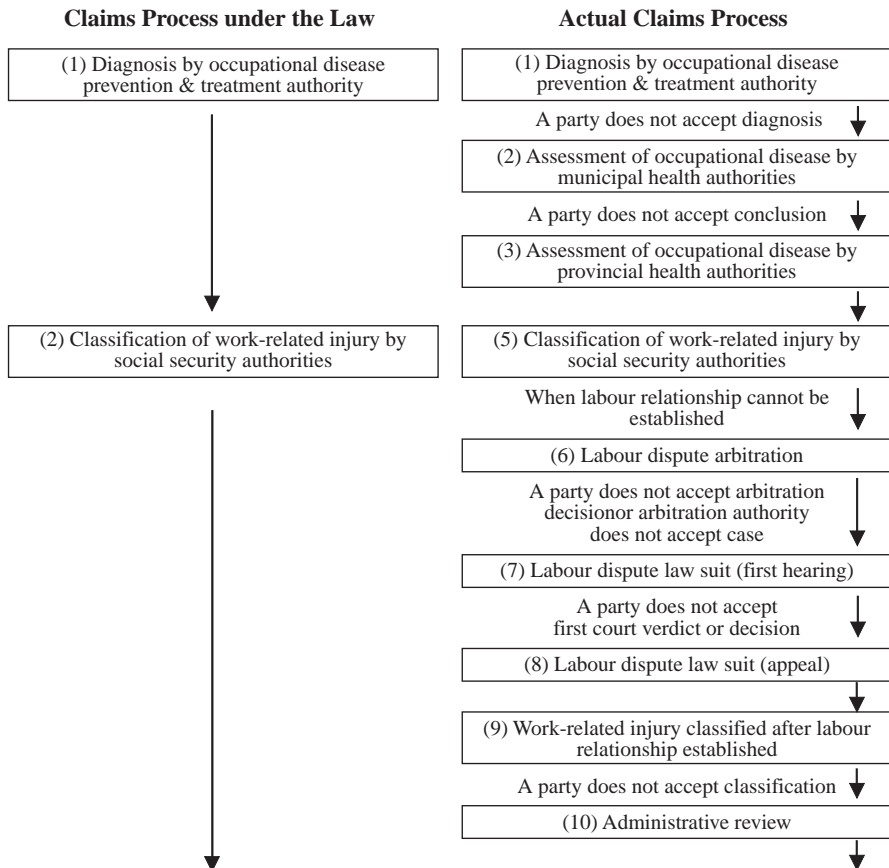 Claims Process under the Law
(1) Diagnosis by occupational disease
prevention & treatment authority
(2) Classification of work-related injury by
social security authorities
Actual Claims Process
(1) Diagnosis by occupational disease
prevention & treatment authority
A party does not accept diagnosis
(2) Assessment of occupational disease by
municipal health authorities
A party does not accept conclusion
(3) Assessment of occupational disease by
provincial health authorities
(5) Classification of work-related injury by
social security authorities
When labour relationship cannot be
established
(6) Labour dispute arbitration
A party does not accept arbitration
decisionor arbitration authority
does not accept case
(7) Labour dispute law suit (first hearing)
A party does not accept
first court verdict or decision
(8) Labour dispute law suit (appeal)
(9) Work-related injury classified after labour
relationship established
A party does not accept classification
(10) Administrative review